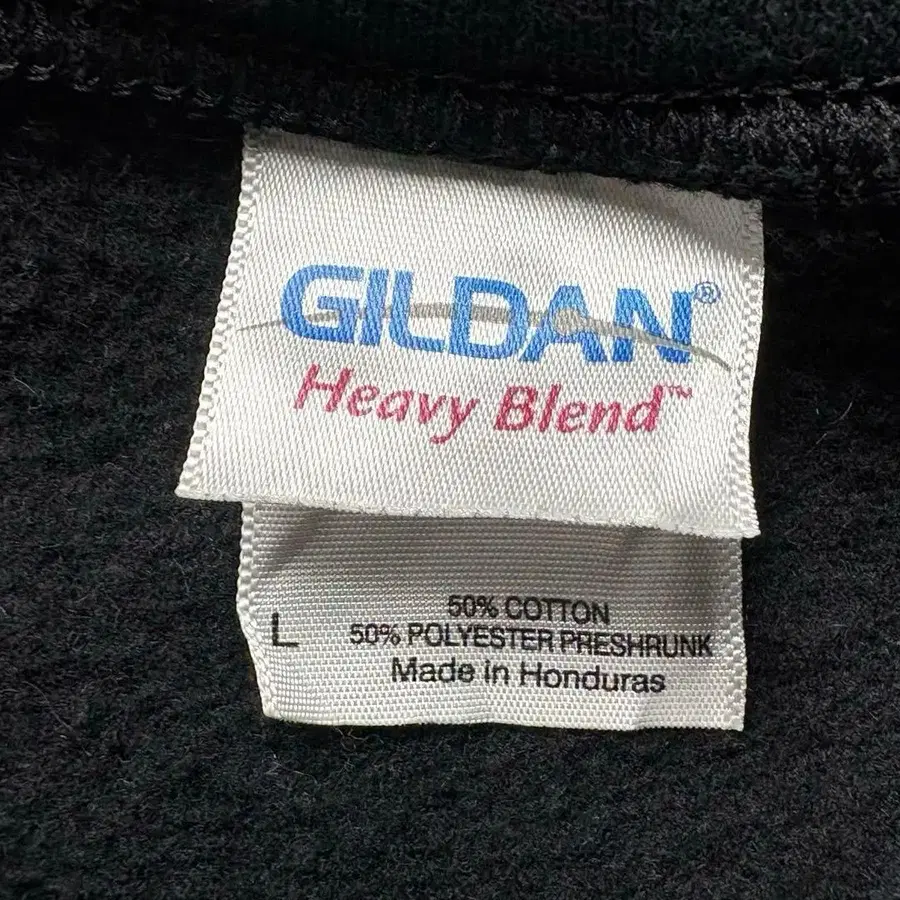 GILDAN®
Heavy Blend™
50% COTTON
L 50% POLYESTER PRESHRUNK
Made in Honduras